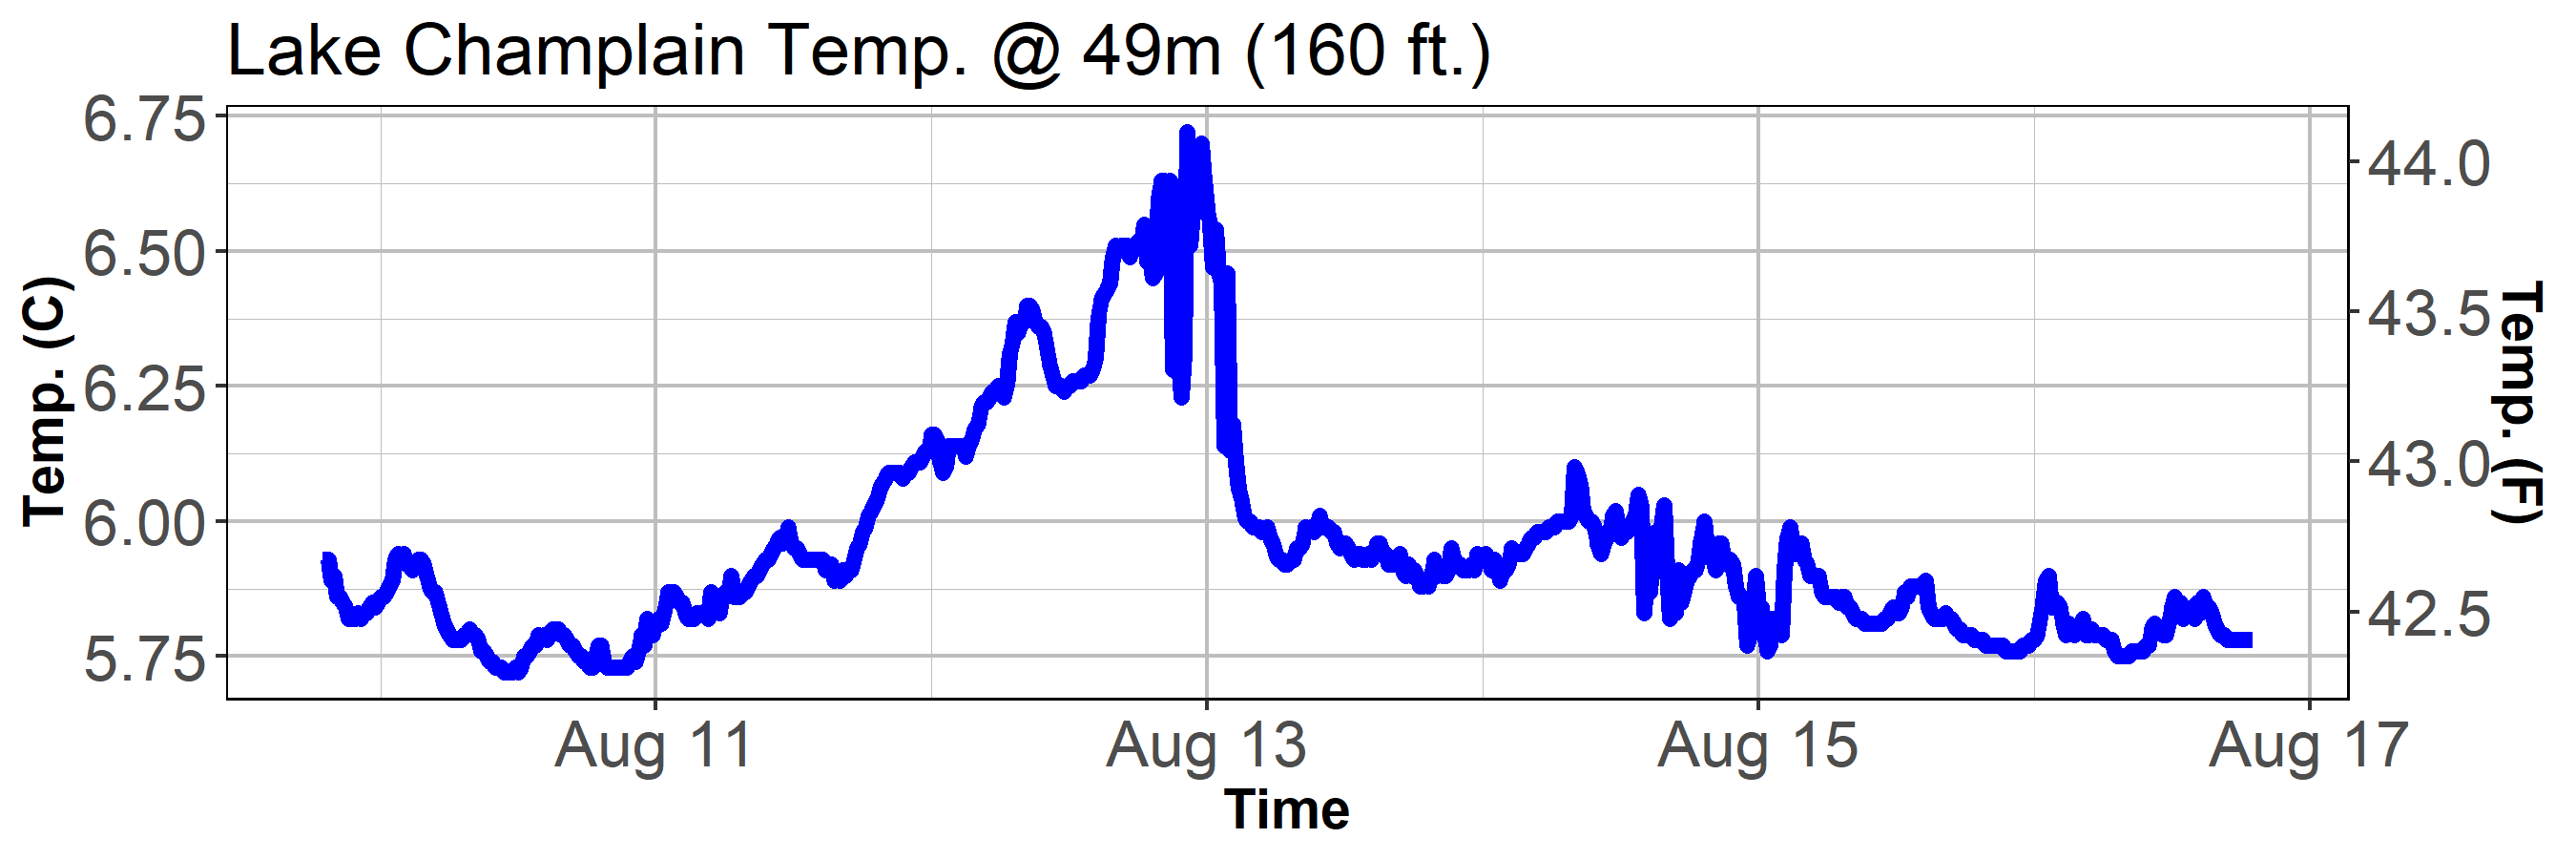 Lake Champlain Temp. @ 49m (160 ft.)
6.75
6.50
6.25
6.00
5.75
Temp. (C)
44.0
43.5
43.0
42.5
Temp. (F)
Aug 11
Aug 13
Aug 15
Aug 17
Time